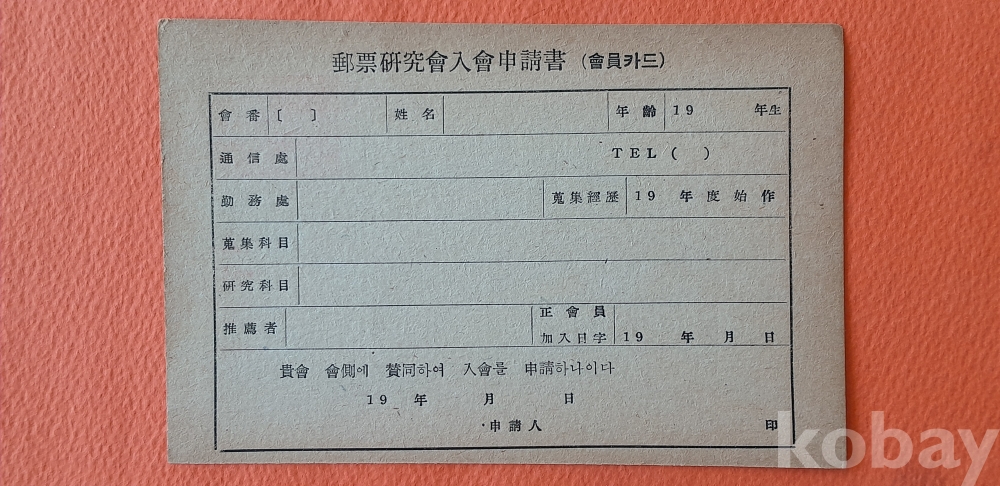 郵票硏究會入會申請書 (會員카드)
會番 [ ] 姓名 年齡 19 年生
通信處 TEL ( )
勤務處 蒐集經歷 19 年度始作
蒐集科目
硏究科目
推薦者 正會員 加入日字 19 年 月 日
貴會 會側에 贊同하여 入會를 申請하나이다
19 年 月 日
申請人 印
kobay